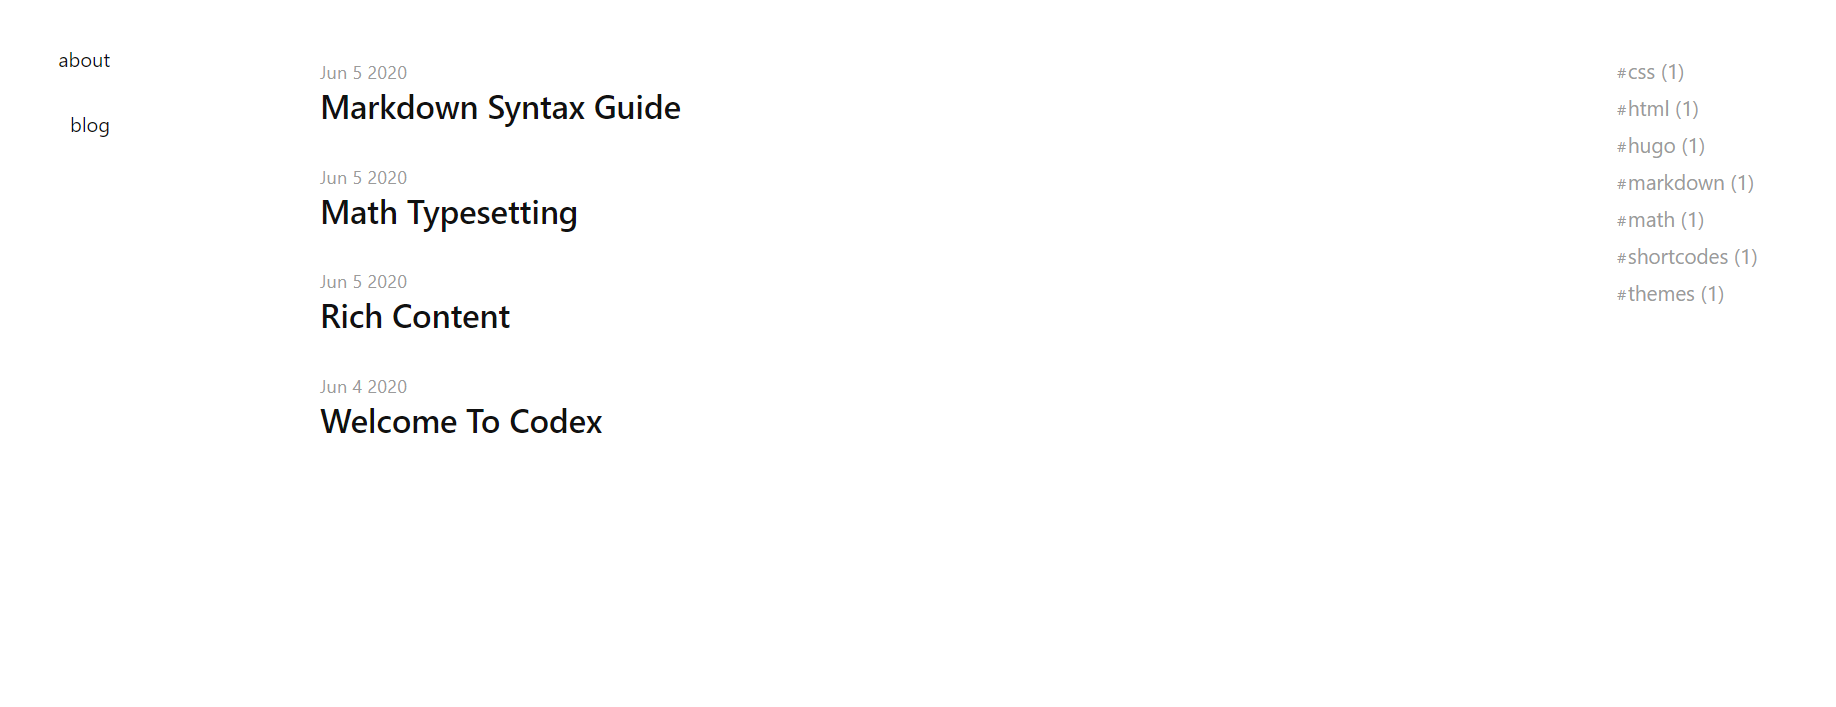 about
blog
Jun 5 2020
Markdown Syntax Guide
Jun 5 2020
Math Typesetting
Jun 5 2020
Rich Content
Jun 4 2020
Welcome To Codex
#css (1)
#html (1)
#hugo (1)
#markdown (1)
#math (1)
#shortcodes (1)
#themes (1)